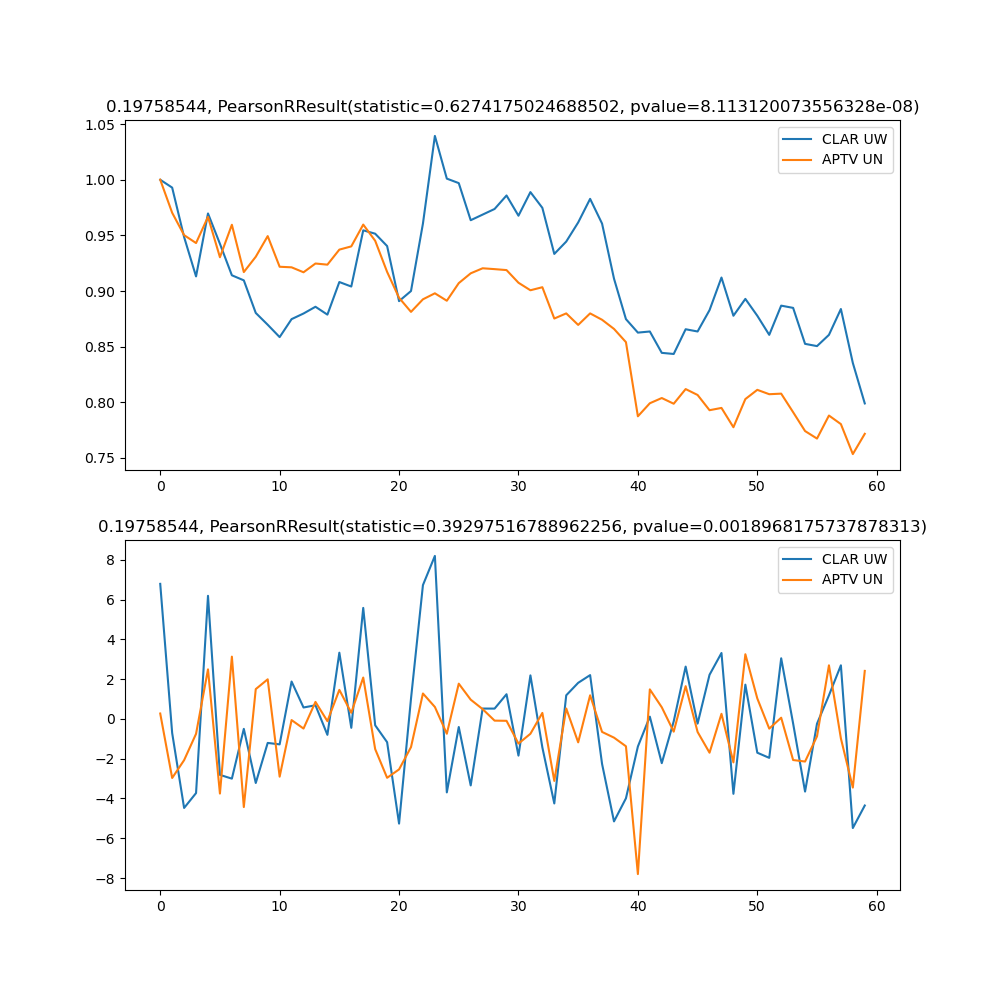 0.19758544, PearsonRResult(statistic=0.6274175024688502, pvalue=8.113120073556328e-08)
1.05
1.00
0.95
0.90
0.85
0.80
0.75
CLAR UW
APTV UN
0 10 20 30 40 50 60
0.19758544, PearsonRResult(statistic=0.39297516788962256, pvalue=0.0018968175737878313)
8
6
4
2
0
−2
−4
−6
−8
CLAR UW
APTV UN
0 10 20 30 40 50 60